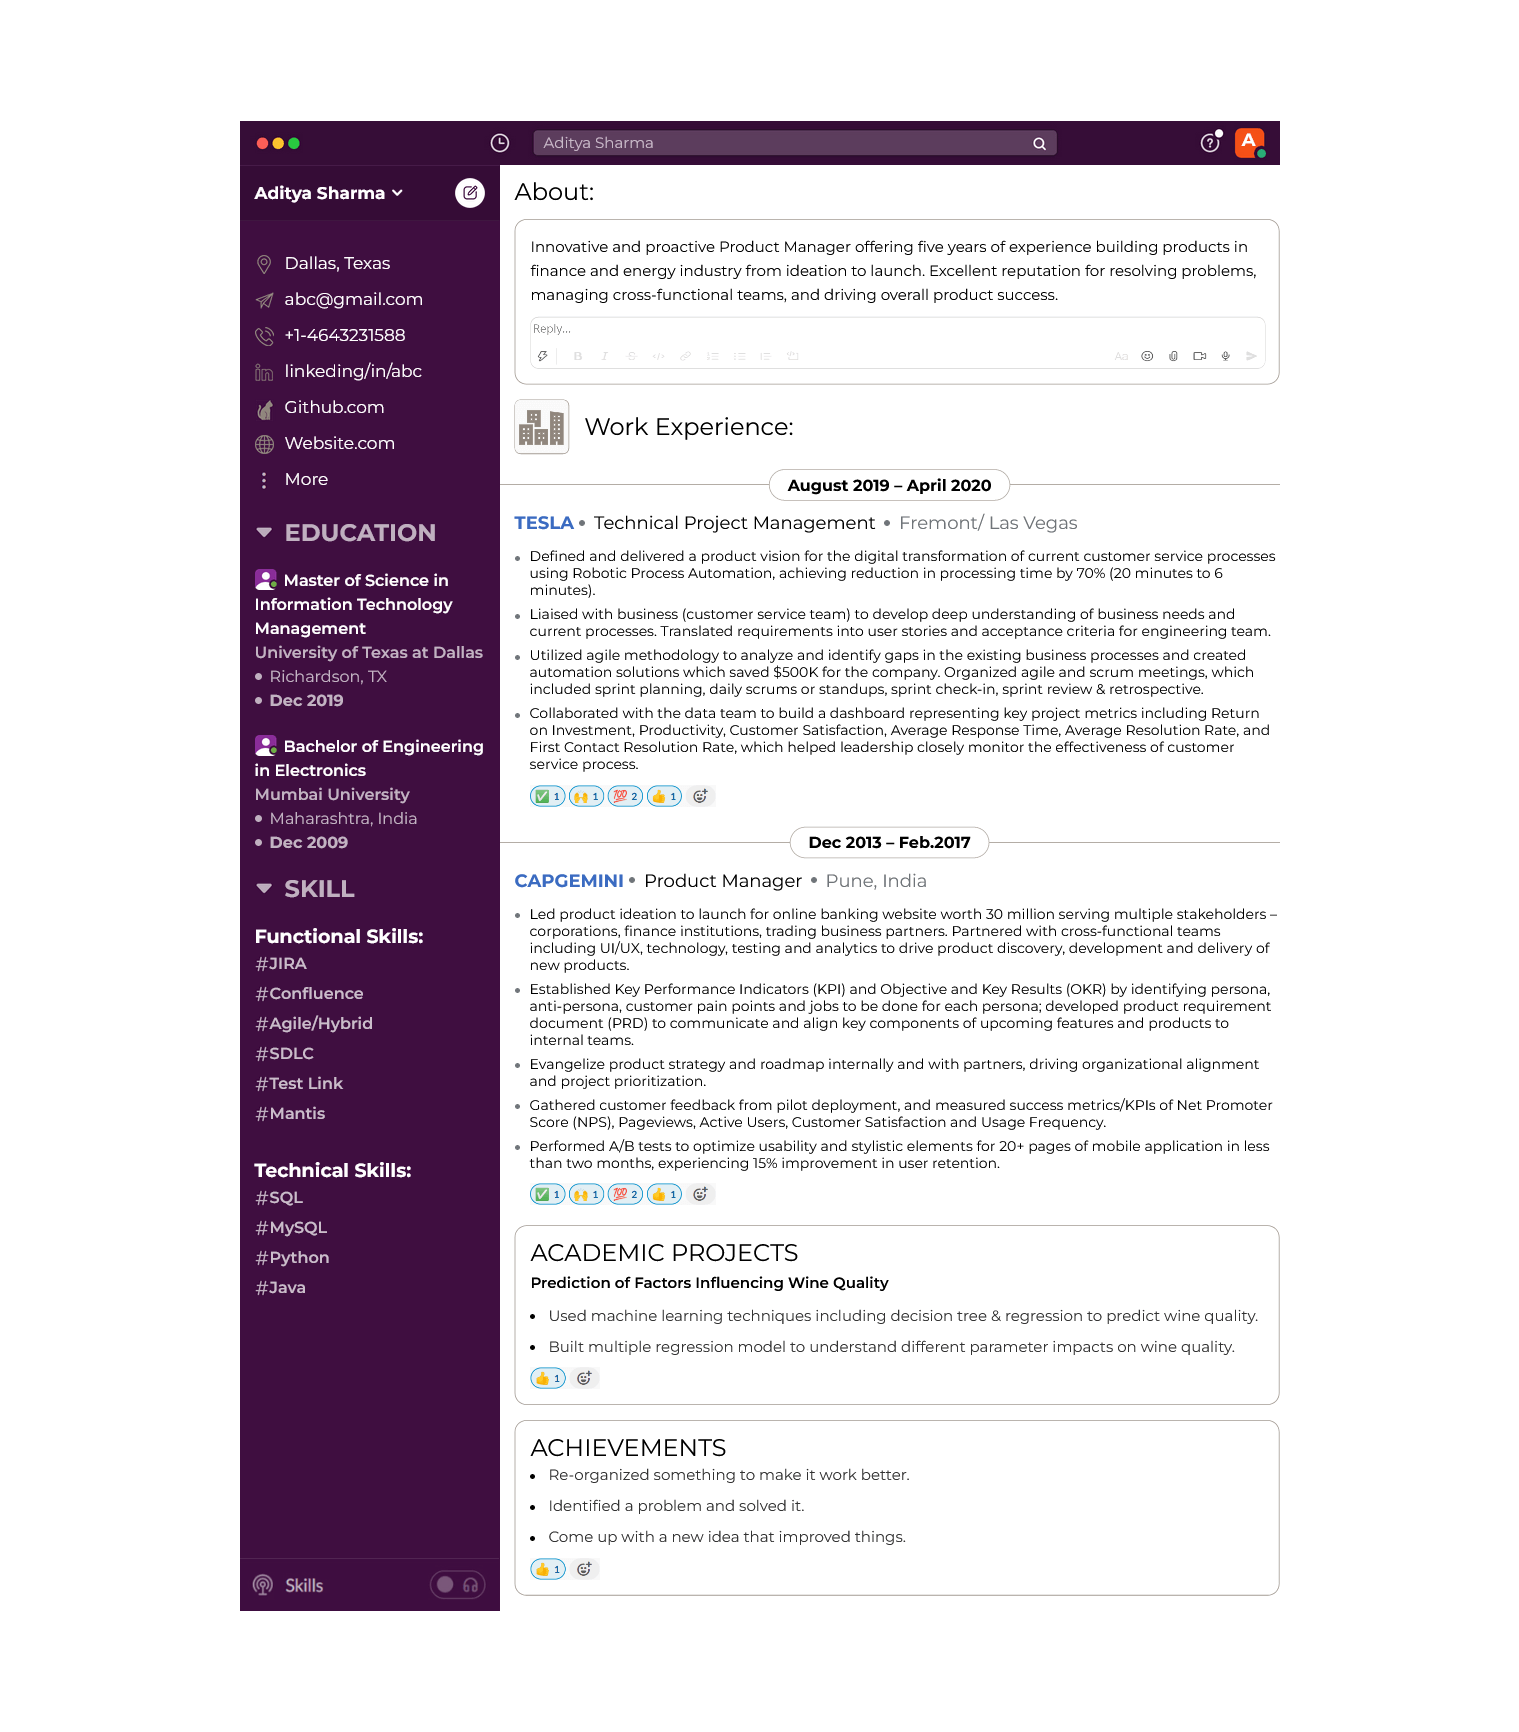 Aditya Sharma
A
Aditya Sharma
Dallas, Texas
abc@gmail.com
+1-4643231588
linkeding/in/abc
Github.com
Website.com
More
EDUCATION
Master of Science in
Information Technology
Management
University of Texas at Dallas
• Richardson, TX
• Dec 2019
Bachelor of Engineering
in Electronics
Mumbai University
• Maharashtra, India
• Dec 2009
SKILL
Functional Skills:
#JIRA
#Confluence
#Agile/Hybrid
#SDLC
#Test Link
#Mantis
Technical Skills:
#SQL
#MySQL
#Python
#Java
Skills
About:
Innovative and proactive Product Manager offering five years of experience building products in
finance and energy industry from ideation to launch. Excellent reputation for resolving problems,
managing cross-functional teams, and driving overall product success.
Reply...
B I S </> Aa
Work Experience:
August 2019 – April 2020
TESLA • Technical Project Management • Fremont/ Las Vegas
• Defined and delivered a product vision for the digital transformation of current customer service processes
using Robotic Process Automation, achieving reduction in processing time by 70% (20 minutes to 6
minutes).
• Liaised with business (customer service team) to develop deep understanding of business needs and
current processes. Translated requirements into user stories and acceptance criteria for engineering team.
• Utilized agile methodology to analyze and identify gaps in the existing business processes and created
automation solutions which saved $500K for the company. Organized agile and scrum meetings, which
included sprint planning, daily scrums or standups, sprint check-in, sprint review & retrospective.
• Collaborated with the data team to build a dashboard representing key project metrics including Return
on Investment, Productivity, Customer Satisfaction, Average Response Time, Average Resolution Rate, and
First Contact Resolution Rate, which helped leadership closely monitor the effectiveness of customer
service process.
✅ 1 🙌 1 💯 2 👍 1
Dec 2013 – Feb.2017
CAPGEMINI • Product Manager • Pune, India
• Led product ideation to launch for online banking website worth 30 million serving multiple stakeholders –
corporations, finance institutions, trading business partners. Partnered with cross-functional teams
including UI/UX, technology, testing and analytics to drive product discovery, development and delivery of
new products.
• Established Key Performance Indicators (KPI) and Objective and Key Results (OKR) by identifying persona,
anti-persona, customer pain points and jobs to be done for each persona; developed product requirement
document (PRD) to communicate and align key components of upcoming features and products to
internal teams.
• Evangelize product strategy and roadmap internally and with partners, driving organizational alignment
and project prioritization.
• Gathered customer feedback from pilot deployment, and measured success metrics/KPIs of Net Promoter
Score (NPS), Pageviews, Active Users, Customer Satisfaction and Usage Frequency.
• Performed A/B tests to optimize usability and stylistic elements for 20+ pages of mobile application in less
than two months, experiencing 15% improvement in user retention.
✅ 1 🙌 1 💯 2 👍 1
ACADEMIC PROJECTS
Prediction of Factors Influencing Wine Quality
• Used machine learning techniques including decision tree & regression to predict wine quality.
• Built multiple regression model to understand different parameter impacts on wine quality.
👍 1
ACHIEVEMENTS
• Re-organized something to make it work better.
• Identified a problem and solved it.
• Come up with a new idea that improved things.
👍 1